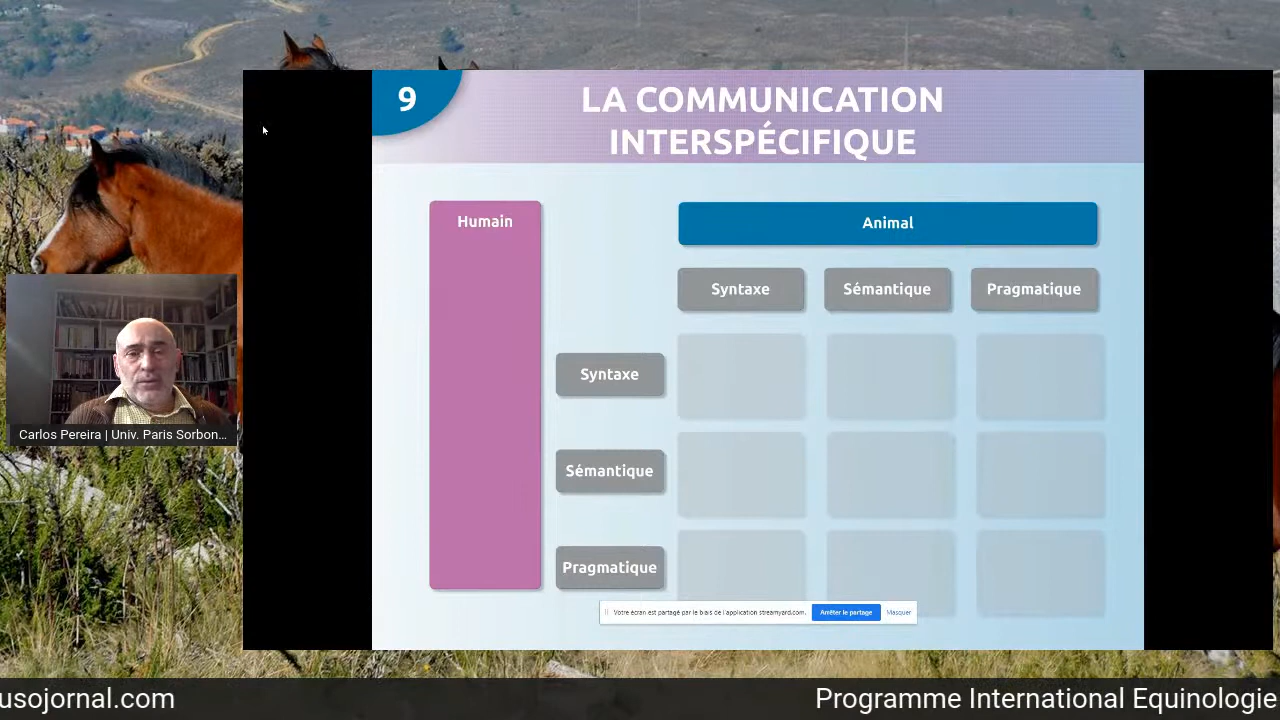 9
LA COMMUNICATION
INTERSPÉCIFIQUE
Humain
Animal
Syntaxe
Sémantique
Pragmatique
Syntaxe
Sémantique
Pragmatique
Votre écran est partagé par le biais de l'application streamyard.com.
Arrêter le partage
Masquer
Carlos Pereira | Univ. Paris Sorbon...
usojornal.com
Programme International Equinologie